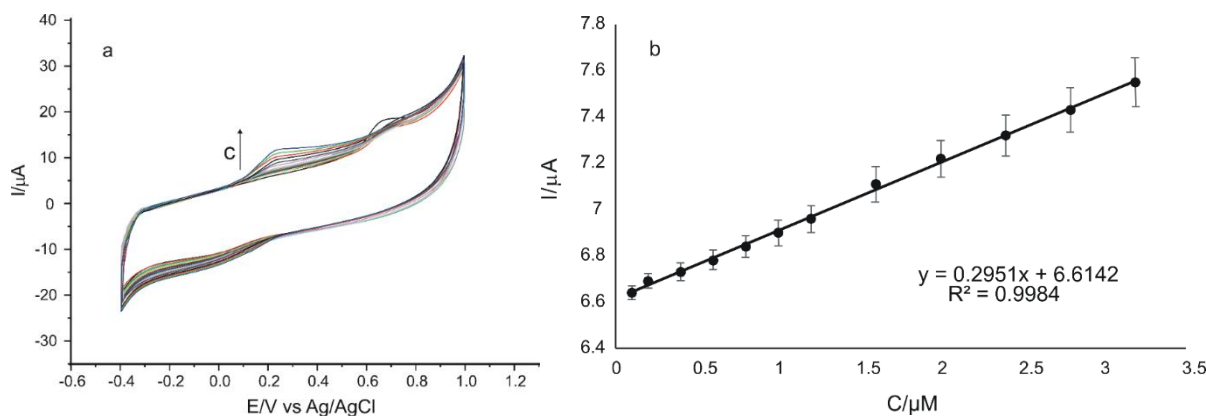 a
40
30
20
10
0
-10
-20
-30
I/µA
C
-0.6 -0.4 -0.2 0.0 0.2 0.4 0.6 0.8 1.0 1.2
E/V vs Ag/AgCl
b
7.8
7.6
7.4
7.2
7
6.8
6.6
6.4
I/µA
y = 0.2951x + 6.6142
R² = 0.9984
0 0.5 1 1.5 2 2.5 3 3.5
C/µM